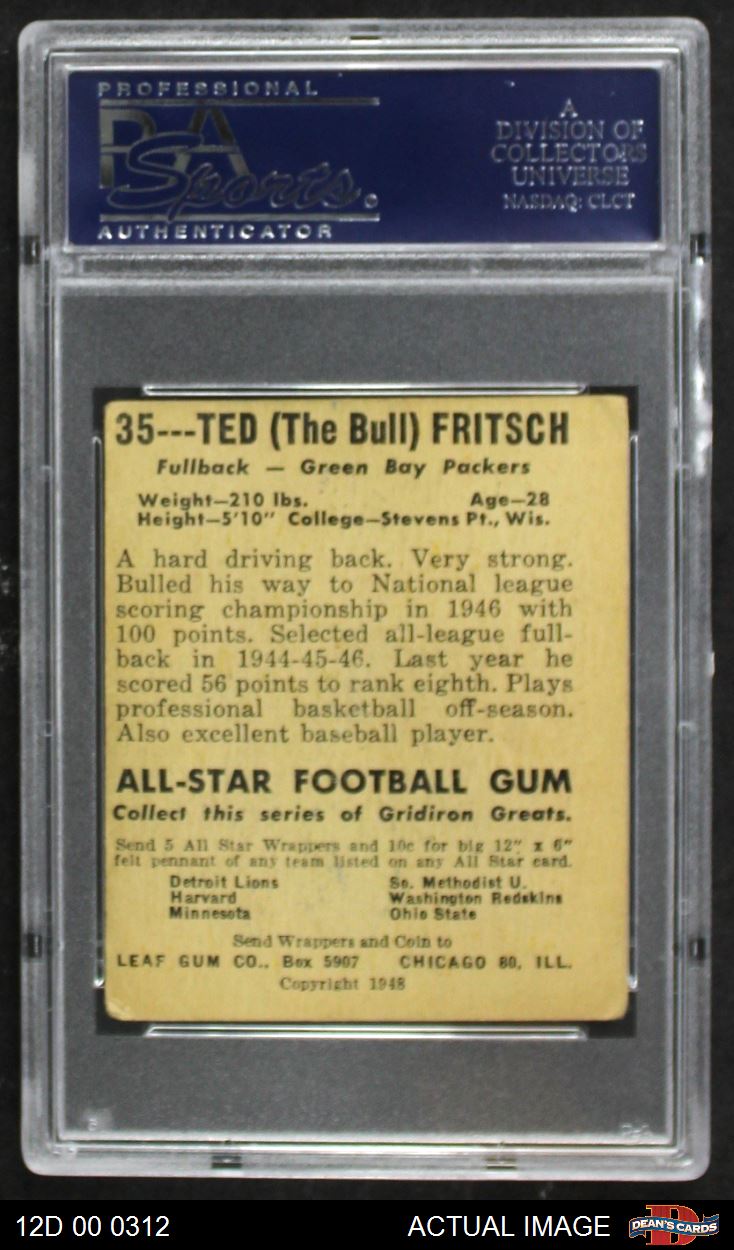 PROFESSIONAL
PSA
Sports
AUTHENTICATOR
A
DIVISION OF
COLLECTORS
UNIVERSE
NASDAQ: CLCT
35---TED (The Bull) FRITSCH
Fullback — Green Bay Packers
Weight—210 lbs. Age—28
Height—5'10" College—Stevens Pt., Wis.
A hard driving back. Very strong.
Bulled his way to National league
scoring championship in 1946 with
100 points. Selected all-league full-
back in 1944-45-46. Last year he
scored 56 points to rank eighth. Plays
professional basketball off-season.
Also excellent baseball player.
ALL-STAR FOOTBALL GUM
Collect this series of Gridiron Greats.
Send 5 All Star Wrappers and 10c for big 12" x 6"
felt pennant of any team listed on any All Star card.
Detroit Lions So. Methodist U.
Harvard Washington Redskins
Minnesota Ohio State
Send Wrappers and Coin to
LEAF GUM CO., Box 5907 CHICAGO 80, ILL.
Copyright 1948
12D 00 0312 ACTUAL IMAGE DEAN'S CARDS